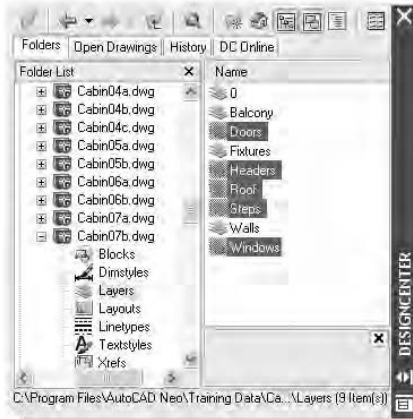 Folders Open Drawings History DC Online
Folder List
Cabin04a.dwg
Cabin04b.dwg
Cabin04c.dwg
Cabin05a.dwg
Cabin05b.dwg
Cabin06a.dwg
Cabin06b.dwg
Cabin07a.dwg
Cabin07b.dwg
Blocks
Dimstyles
Layers
Layouts
Linetypes
Textstyles
Xrefs
Name
0
Balcony
Doors
Fixtures
Headers
Roof
Steps
Walls
Windows
DESIGNCENTER
C:\Program Files\AutoCAD Neo\Training Data\Ca...\Layers (9 Item(s))